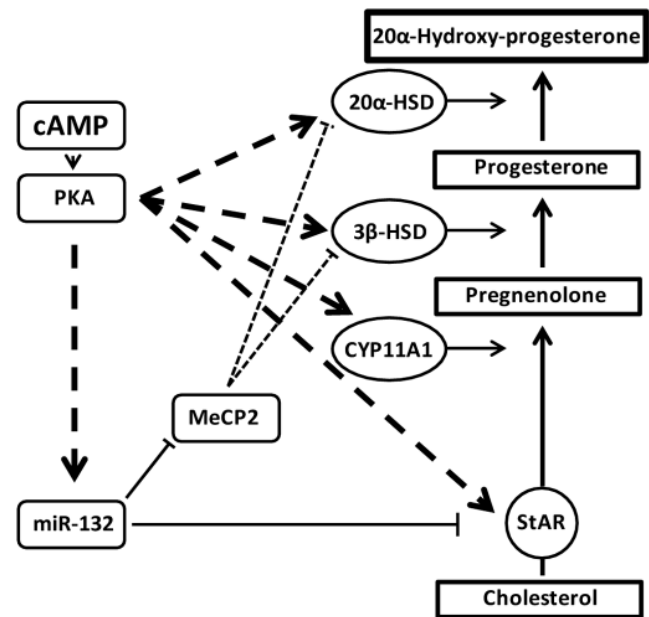 20α-Hydroxy-progesterone
20α-HSD
cAMP
Progesterone
PKA
3β-HSD
Pregnenolone
CYP11A1
MeCP2
miR-132
StAR
Cholesterol